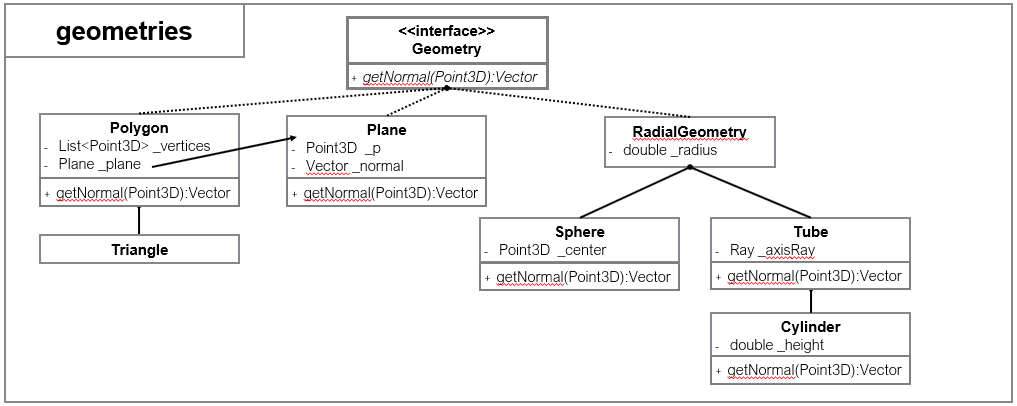 geometries
<<interface>>
Geometry
+ getNormal(Point3D):Vector
Polygon
- List<Point3D> _vertices
- Plane _plane
+ getNormal(Point3D):Vector
Triangle
Plane
- Point3D _p
- Vector _normal
+ getNormal(Point3D):Vector
RadialGeometry
- double _radius
Sphere
- Point3D _center
+ getNormal(Point3D):Vector
Tube
- Ray _axisRay
+ getNormal(Point3D):Vector
Cylinder
- double _height
+ getNormal(Point3D):Vector